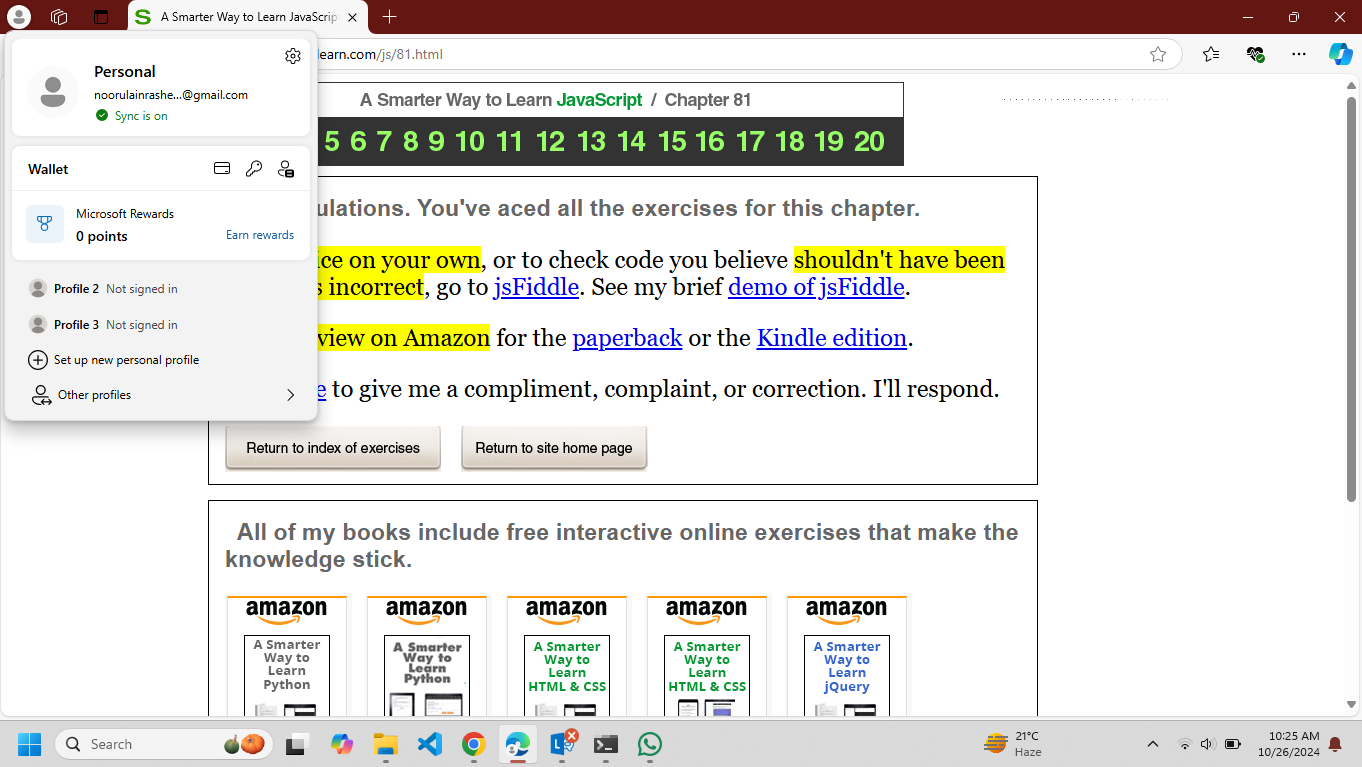 A Smarter Way to Learn JavaScrip
learn.com/js/81.html
Personal
noorulainrashe...@gmail.com
Sync is on
Wallet
Microsoft Rewards
0 points
Earn rewards
Profile 2 Not signed in
Profile 3 Not signed in
Set up new personal profile
Other profiles
A Smarter Way to Learn JavaScript / Chapter 81
5 6 7 8 9 10 11 12 13 14 15 16 17 18 19 20
ulations. You've aced all the exercises for this chapter.
ice on your own, or to check code you believe shouldn't have been
s incorrect, go to jsFiddle. See my brief demo of jsFiddle.
view on Amazon for the paperback or the Kindle edition.
e to give me a compliment, complaint, or correction. I'll respond.
Return to index of exercises
Return to site home page
All of my books include free interactive online exercises that make the
knowledge stick.
amazon
A Smarter
Way to
Learn
Python
amazon
A Smarter
Way to
Learn
Python
amazon
A Smarter
Way to
Learn
HTML & CSS
amazon
A Smarter
Way to
Learn
HTML & CSS
amazon
A Smarter
Way to
Learn
jQuery
Search
21°C
Haze
10:25 AM
10/26/2024